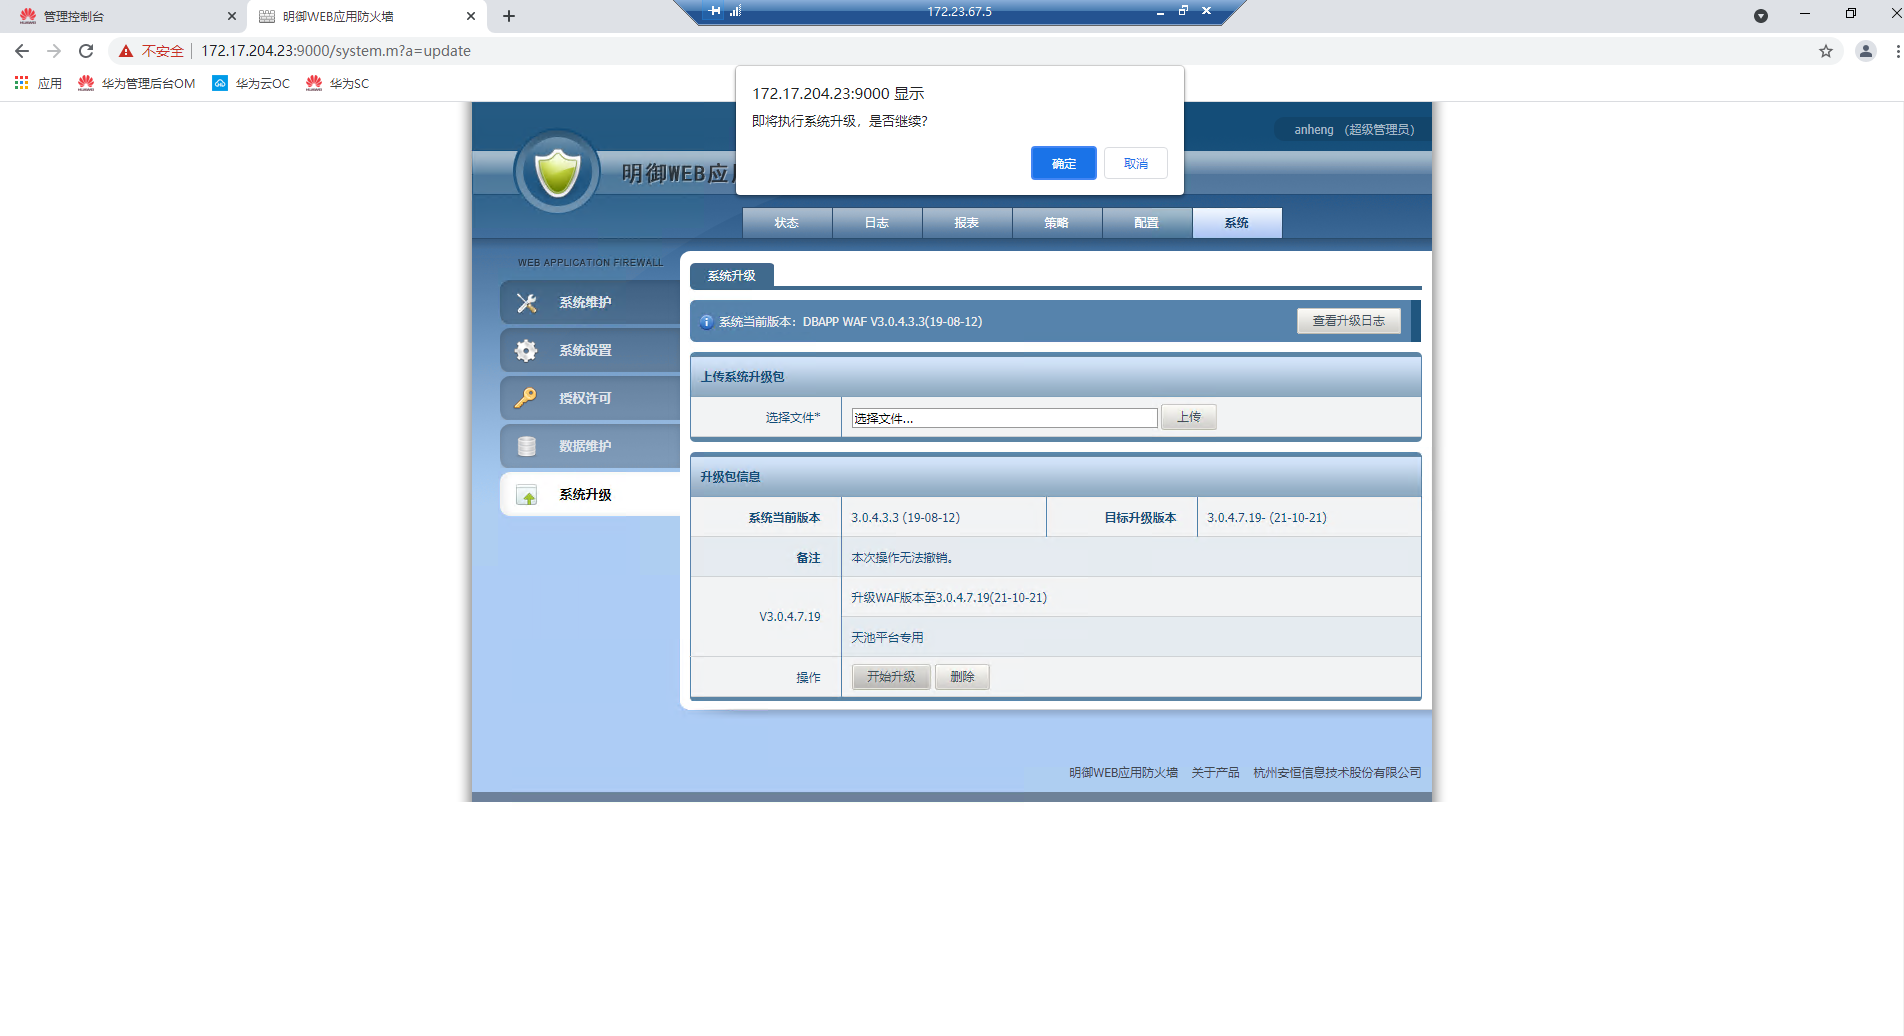 管理控制台
明御WEB应用防火墙
172.23.67.5
不安全
172.17.204.23:9000/system.m?a=update
应用
华为管理后台OM
华为云OC
华为SC
172.17.204.23:9000 显示
即将执行系统升级，是否继续?
确定
取消
anheng （超级管理员）
明御WEB应
状态
日志
报表
策略
配置
系统
WEB APPLICATION FIREWALL
系统维护
系统设置
授权许可
数据维护
系统升级
系统升级
系统当前版本：DBAPP WAF V3.0.4.3.3(19-08-12)
查看升级日志
上传系统升级包
选择文件*
选择文件...
上传
升级包信息
系统当前版本
3.0.4.3.3 (19-08-12)
目标升级版本
3.0.4.7.19- (21-10-21)
备注
本次操作无法撤销。
V3.0.4.7.19
升级WAF版本至3.0.4.7.19(21-10-21)
天池平台专用
操作
开始升级
删除
明御WEB应用防火墙 关于产品 杭州安恒信息技术股份有限公司